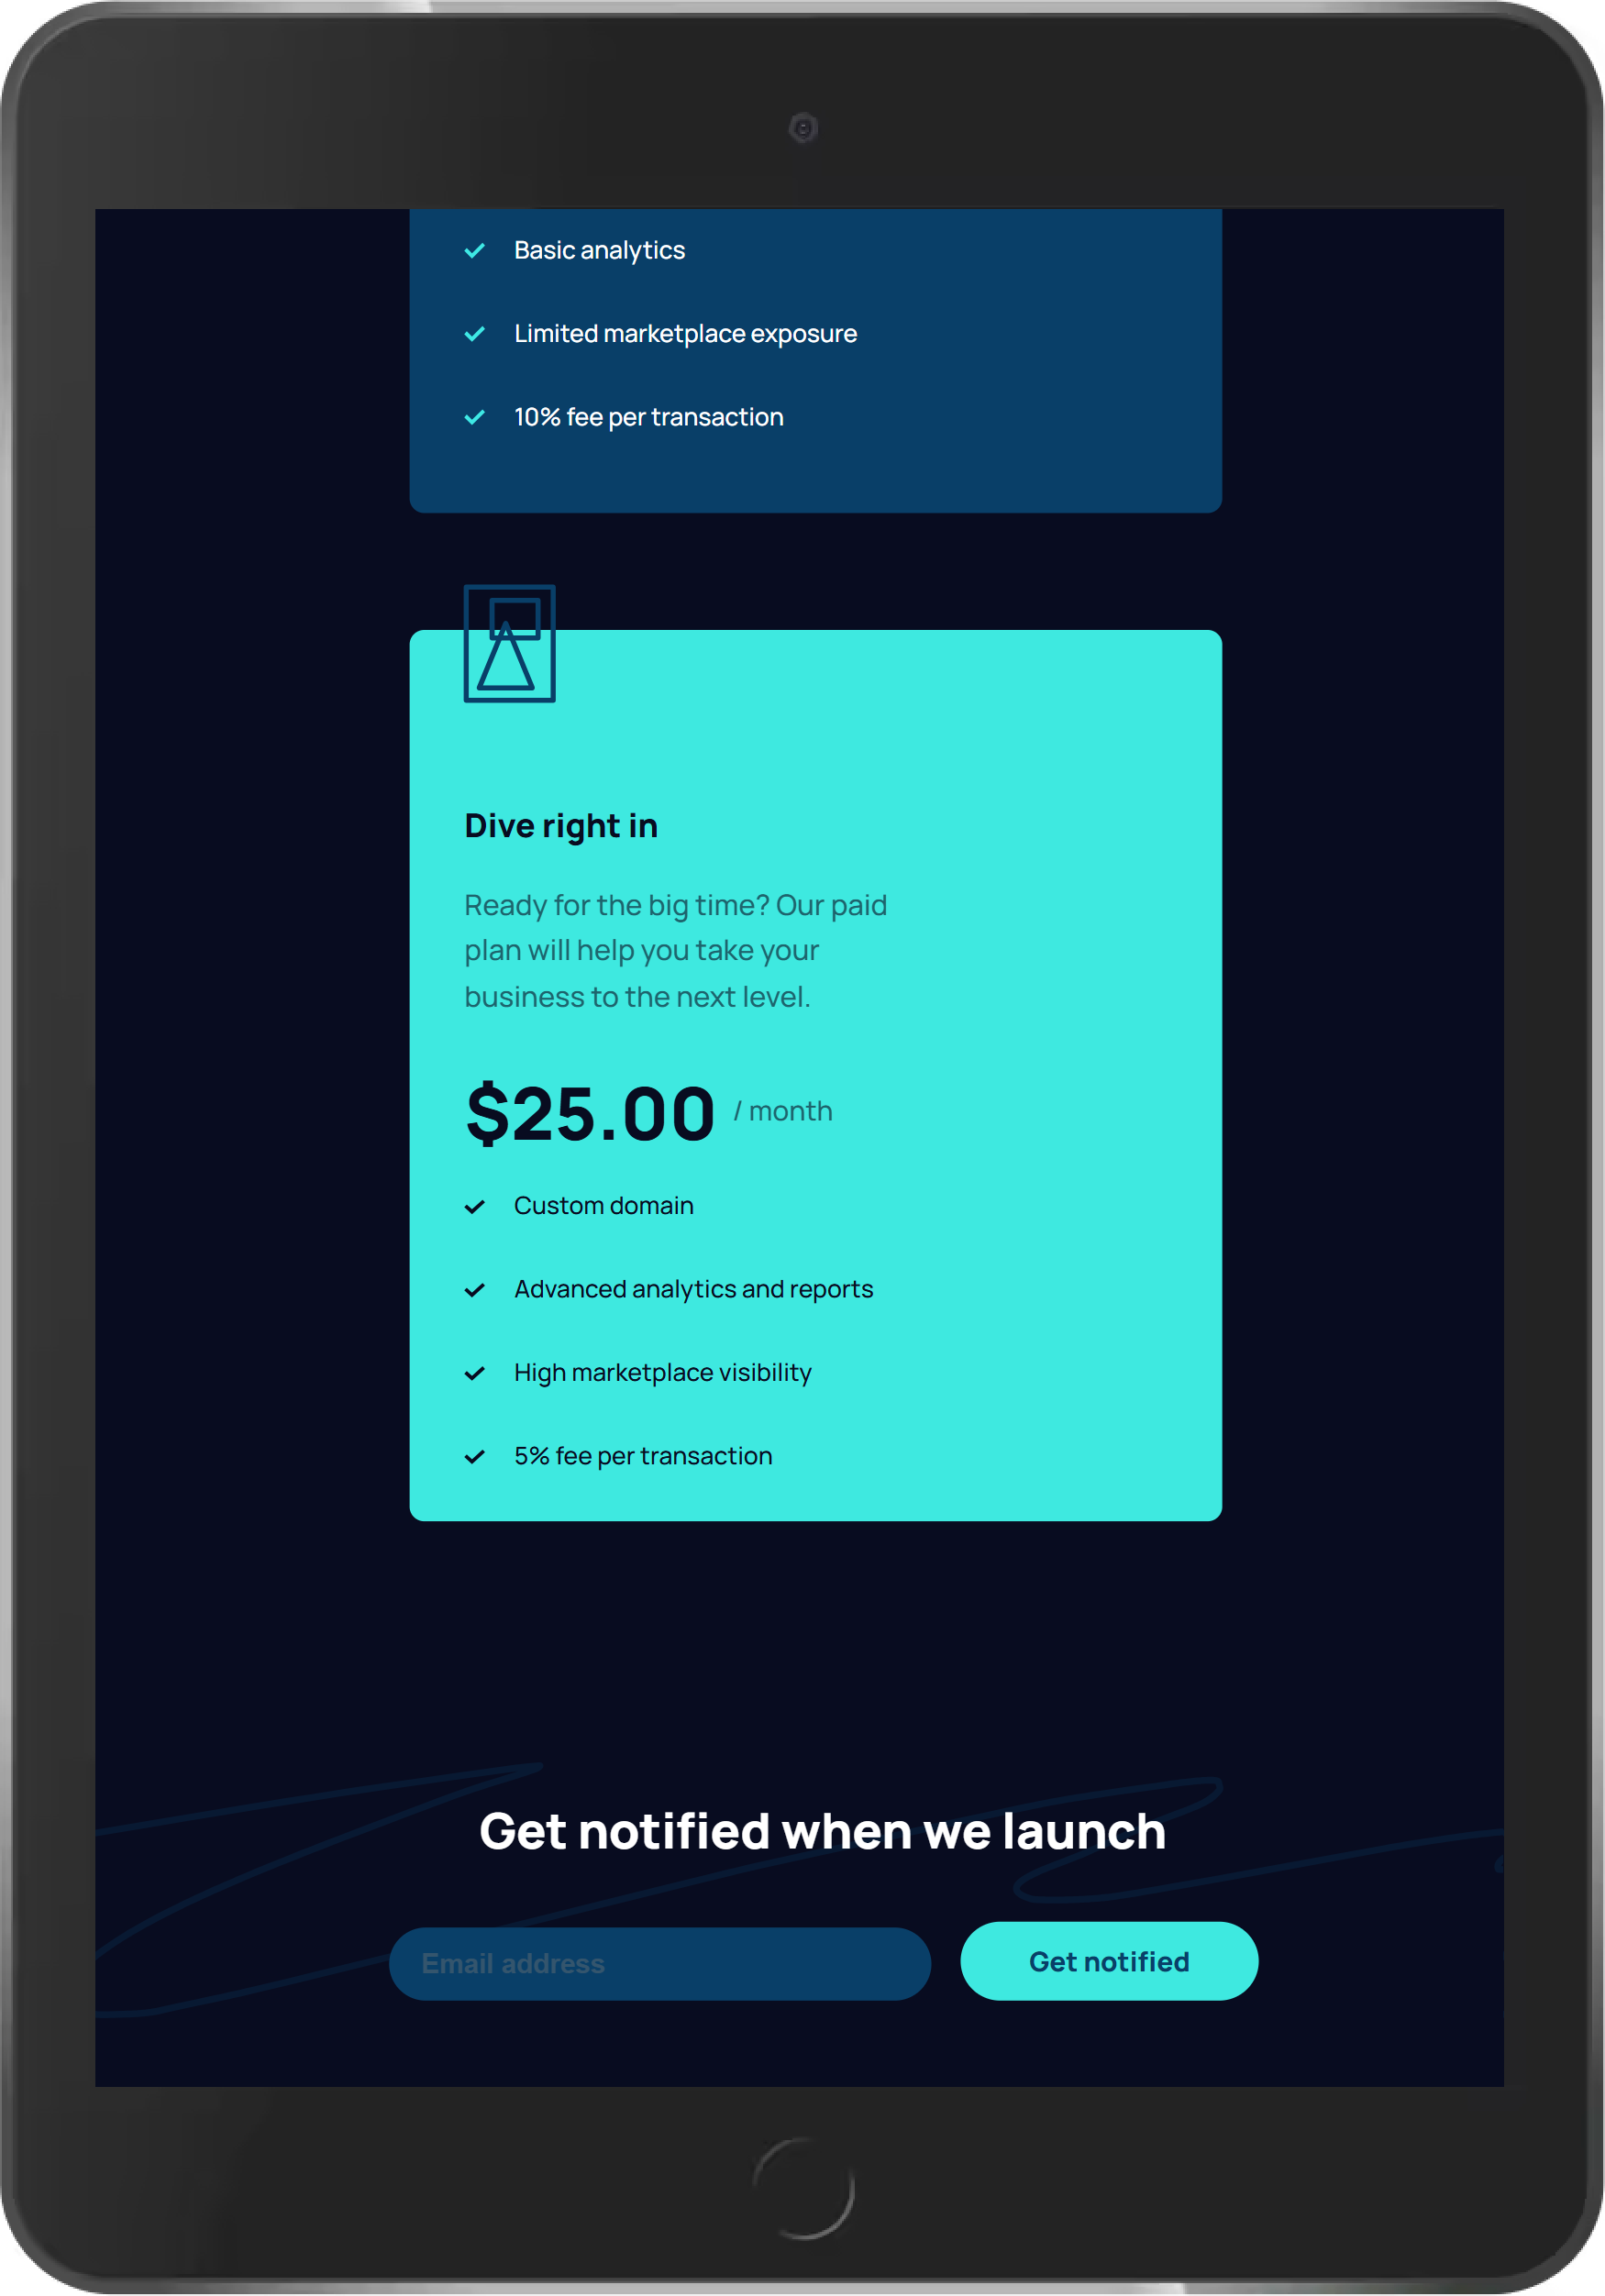 Basic analytics
Limited marketplace exposure
10% fee per transaction
Dive right in
Ready for the big time? Our paid
plan will help you take your
business to the next level.
$25.00 / month
Custom domain
Advanced analytics and reports
High marketplace visibility
5% fee per transaction
Get notified when we launch
Email address
Get notified